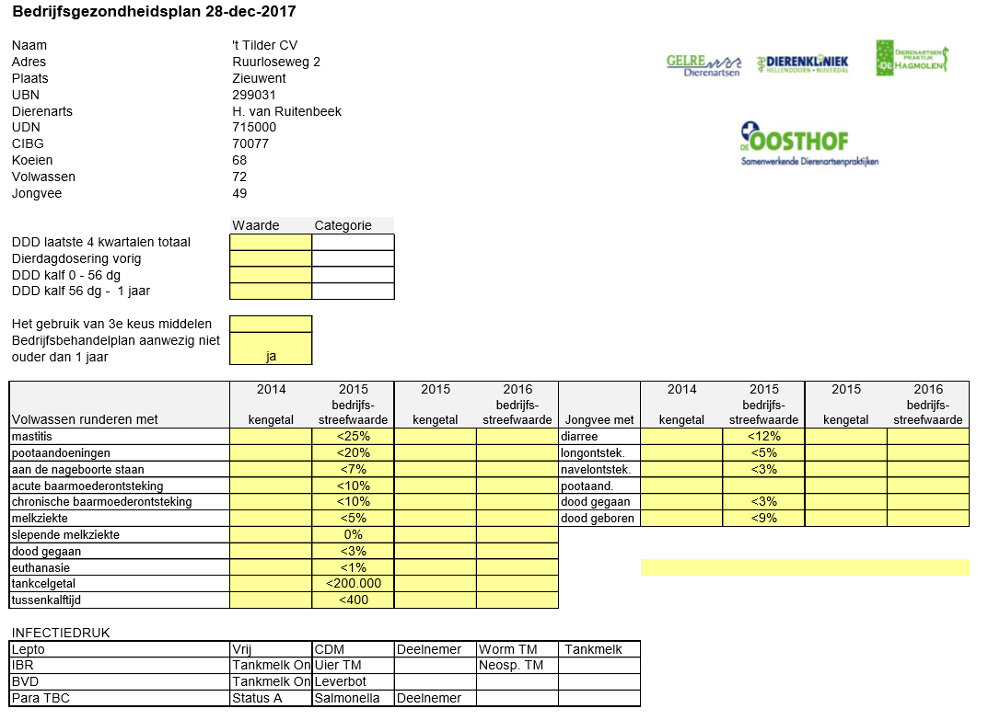 Bedrijfsgezondheidsplan 28-dec-2017
Naam 't Tilder CV
Adres Ruurloseweg 2
Plaats Zieuwent
UBN 299031
Dierenarts H. van Ruitenbeek
UDN 715000
CIBG 70077
Koeien 68
Volwassen 72
Jongvee 49
GELRE
Dierenartsen
DIERENKLINIEK
HELLENDOORN • NIJVERDAL
DIERENARTSEN
PRAKTIJK
DE HAGMOLEN
DE OOSTHOF
Samenwerkende Dierenartsenpraktijken
Waarde Categorie
DDD laatste 4 kwartalen totaal
Dierdagdosering vorig
DDD kalf 0 - 56 dg
DDD kalf 56 dg - 1 jaar
Het gebruik van 3e keus middelen
Bedrijfsbehandelplan aanwezig niet
ouder dan 1 jaar ja
2014 2015 2015 2016 2014 2015 2015 2016
bedrijfs- bedrijfs- bedrijfs- bedrijfs-
Volwassen runderen met kengetal streefwaarde kengetal streefwaarde Jongvee met kengetal streefwaarde kengetal streefwaarde
mastitis <25% diarree <12%
pootaandoeningen <20% longontstek. <5%
aan de nageboorte staan <7% navelontstek. <3%
acute baarmoederontsteking <10% pootaand.
chronische baarmoederontsteking <10% dood gegaan <3%
melkziekte <5% dood geboren <9%
slepende melkziekte 0%
dood gegaan <3%
euthanasie <1%
tankcelgetal <200.000
tussenkalftijd <400
INFECTIEDRUK
Lepto Vrij CDM Deelnemer Worm TM Tankmelk
IBR Tankmelk On Uier TM Neosp. TM
BVD Tankmelk On Leverbot
Para TBC Status A Salmonella Deelnemer